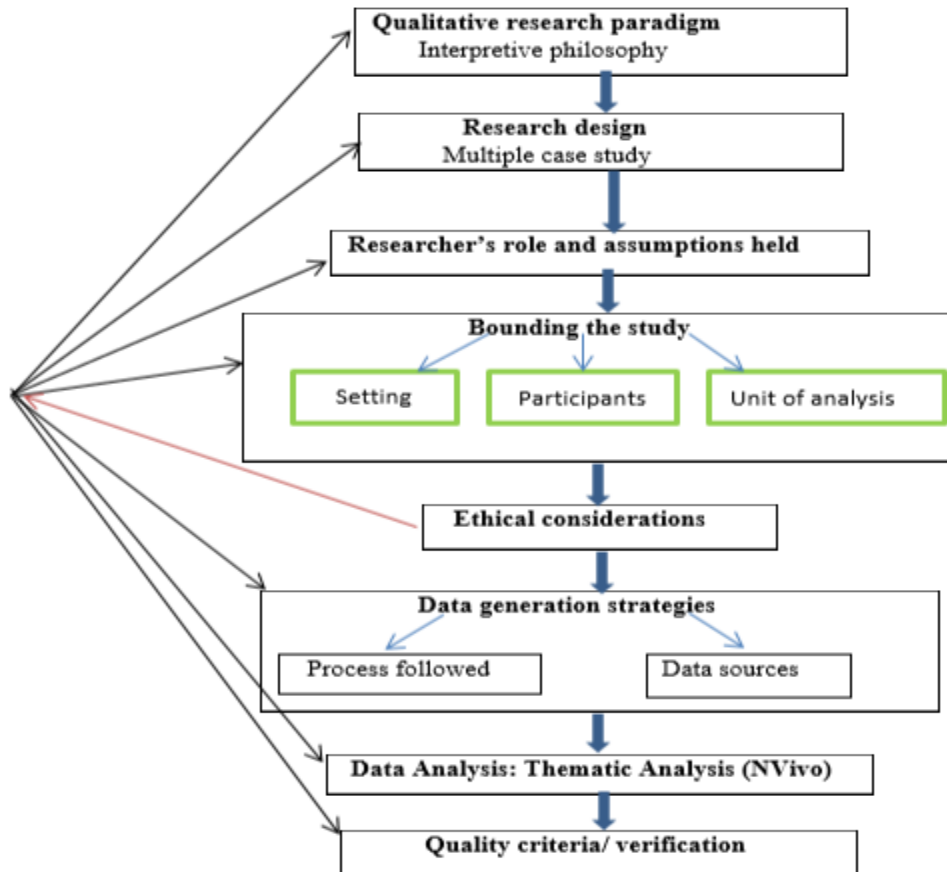 Qualitative research paradigm
Interpretive philosophy
Research design
Multiple case study
Researcher's role and assumptions held
Bounding the study
Setting
Participants
Unit of analysis
Ethical considerations
Data generation strategies
Process followed
Data sources
Data Analysis: Thematic Analysis (NVivo)
Quality criteria/ verification